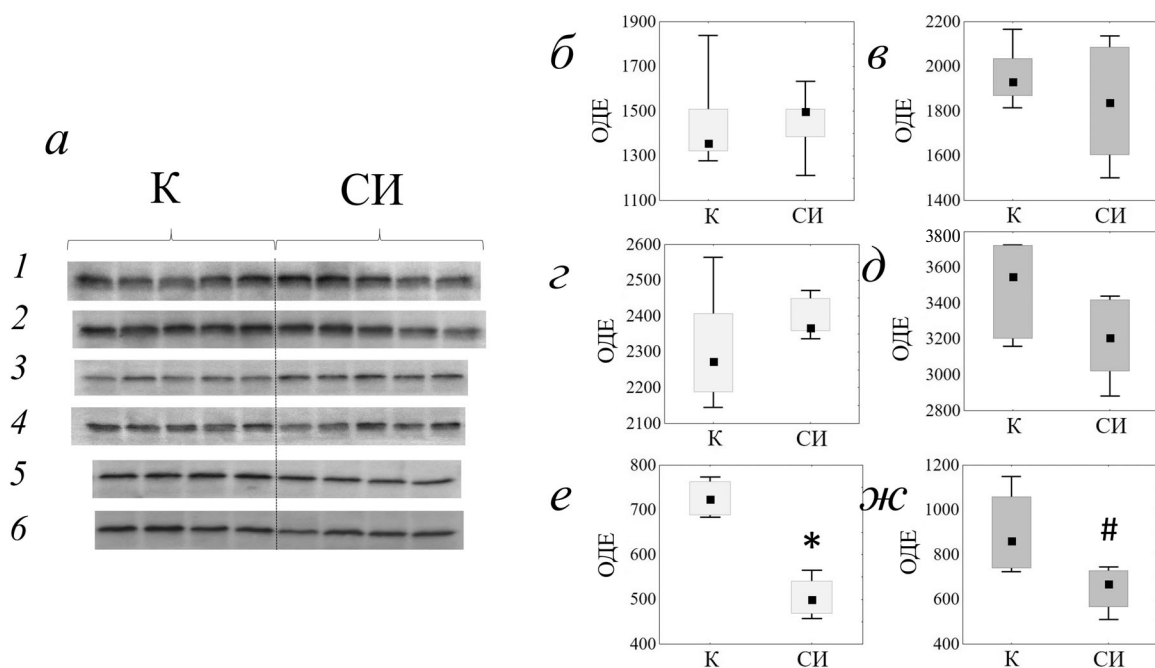 а
К СИ
1
2
3
4
5
6
б
ОДЕ
1900
1700
1500
1300
1100
К СИ
в
ОДЕ
2200
2000
1800
1600
1400
К СИ
г
ОДЕ
2600
2500
2400
2300
2200
2100
К СИ
д
ОДЕ
3800
3600
3400
3200
3000
2800
К СИ
е
ОДЕ
800
700
600
500
400
*
К СИ
ж
ОДЕ
1200
1000
800
600
400
#
К СИ